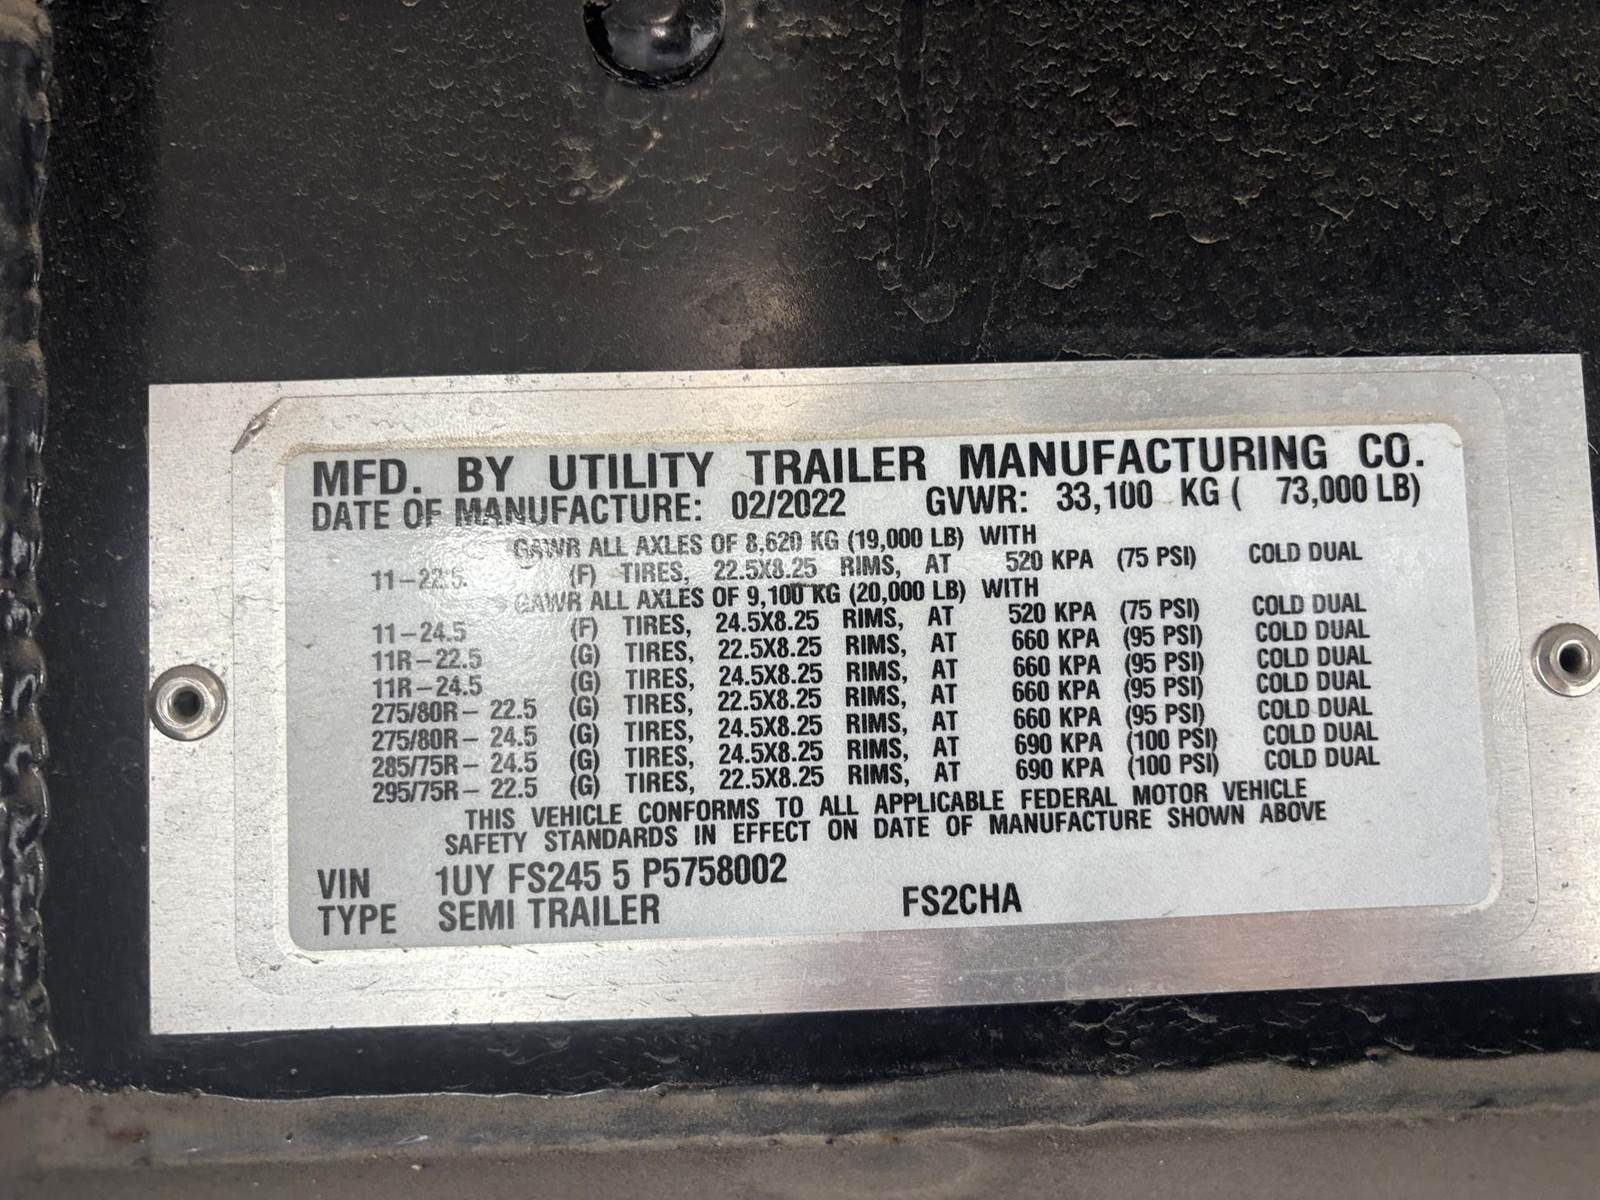 MFD. BY UTILITY TRAILER MANUFACTURING CO.
DATE OF MANUFACTURE: 02/2022 GVWR: 33,100 KG ( 73,000 LB)
GAWR ALL AXLES OF 8,620 KG (19,000 LB) WITH
11-22.5 (F) TIRES, 22.5X8.25 RIMS, AT 520 KPA (75 PSI) COLD DUAL
GAWR ALL AXLES OF 9,100 KG (20,000 LB) WITH
11-24.5 (F) TIRES, 24.5X8.25 RIMS, AT 520 KPA (75 PSI) COLD DUAL
11R-22.5 (G) TIRES, 22.5X8.25 RIMS, AT 660 KPA (95 PSI) COLD DUAL
11R-24.5 (G) TIRES, 24.5X8.25 RIMS, AT 660 KPA (95 PSI) COLD DUAL
275/80R- 22.5 (G) TIRES, 22.5X8.25 RIMS, AT 660 KPA (95 PSI) COLD DUAL
275/80R- 24.5 (G) TIRES, 24.5X8.25 RIMS, AT 660 KPA (95 PSI) COLD DUAL
285/75R- 24.5 (G) TIRES, 24.5X8.25 RIMS, AT 690 KPA (100 PSI) COLD DUAL
295/75R- 22.5 (G) TIRES, 22.5X8.25 RIMS, AT 690 KPA (100 PSI) COLD DUAL
THIS VEHICLE CONFORMS TO ALL APPLICABLE FEDERAL MOTOR VEHICLE
SAFETY STANDARDS IN EFFECT ON DATE OF MANUFACTURE SHOWN ABOVE
VIN 1UY FS245 5 P5758002
TYPE SEMI TRAILER FS2CHA